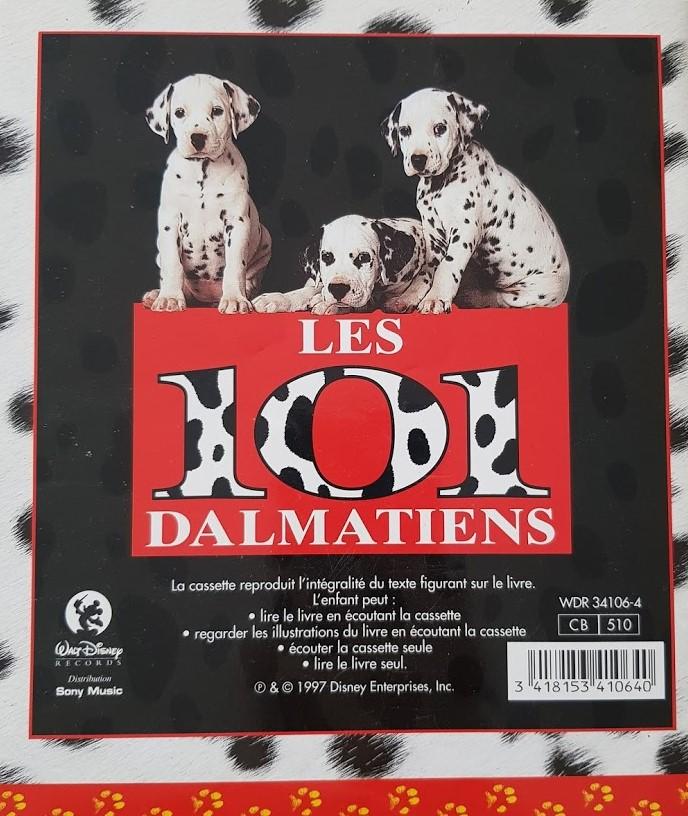 LES
101
DALMATIENS
La cassette reproduit l'intégralité du texte figurant sur le livre.
L'enfant peut :
• lire le livre en écoutant la cassette
• regarder les illustrations du livre en écoutant la cassette
• écouter la cassette seule
• lire le livre seul.
℗ & © 1997 Disney Enterprises, Inc.
WALT DISNEY
RECORDS
Distribution
Sony Music
WDR 34106-4
CB 510
3 418153 410640